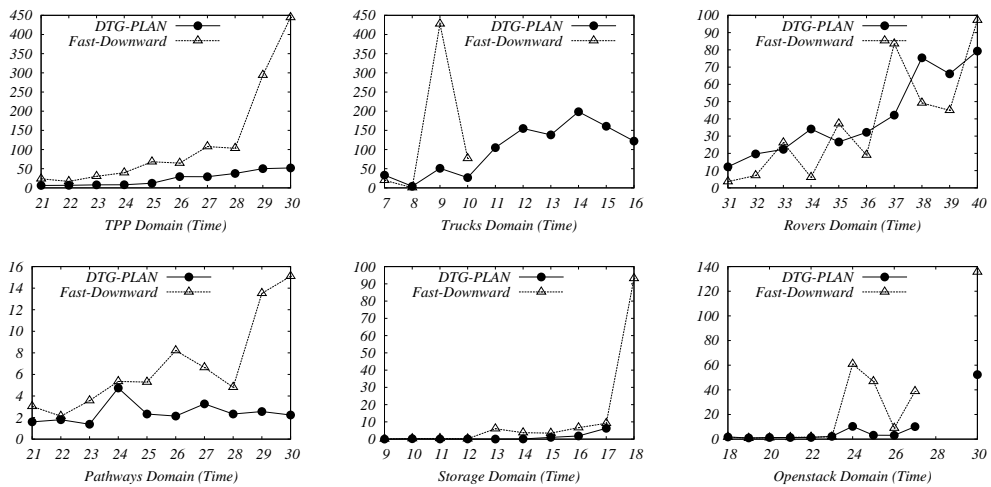 450
400
350
300
250
200
150
100
50
0
DTG-PLAN
Fast-Downward
21 22 23 24 25 26 27 28 29 30
TPP Domain (Time)
450
400
350
300
250
200
150
100
50
0
DTG-PLAN
Fast-Downward
7 8 9 10 11 12 13 14 15 16
Trucks Domain (Time)
100
90
80
70
60
50
40
30
20
10
0
DTG-PLAN
Fast-Downward
31 32 33 34 35 36 37 38 39 40
Rovers Domain (Time)
16
14
12
10
8
6
4
2
0
DTG-PLAN
Fast-Downward
21 22 23 24 25 26 27 28 29 30
Pathways Domain (Time)
100
90
80
70
60
50
40
30
20
10
0
DTG-PLAN
Fast-Downward
9 10 11 12 13 14 15 16 17 18
Storage Domain (Time)
140
120
100
80
60
40
20
0
DTG-PLAN
Fast-Downward
18 20 22 24 26 28 30
Openstack Domain (Time)